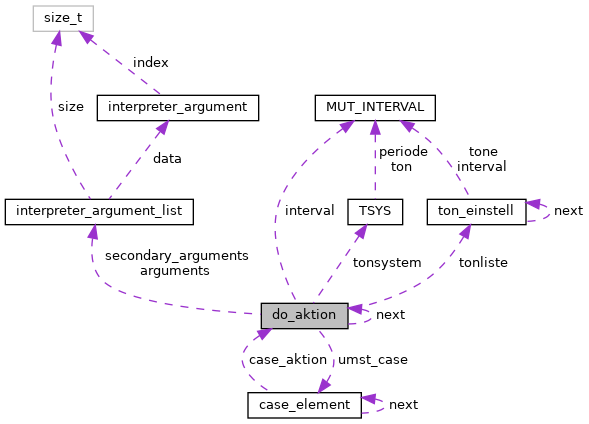 size_t
index
interpreter_argument
MUT_INTERVAL
size
data
periode
ton
tone
interval
interpreter_argument_list
interval
TSYS
ton_einstell
next
secondary_arguments
arguments
tonsystem
tonliste
do_aktion
next
case_aktion
umst_case
case_element
next